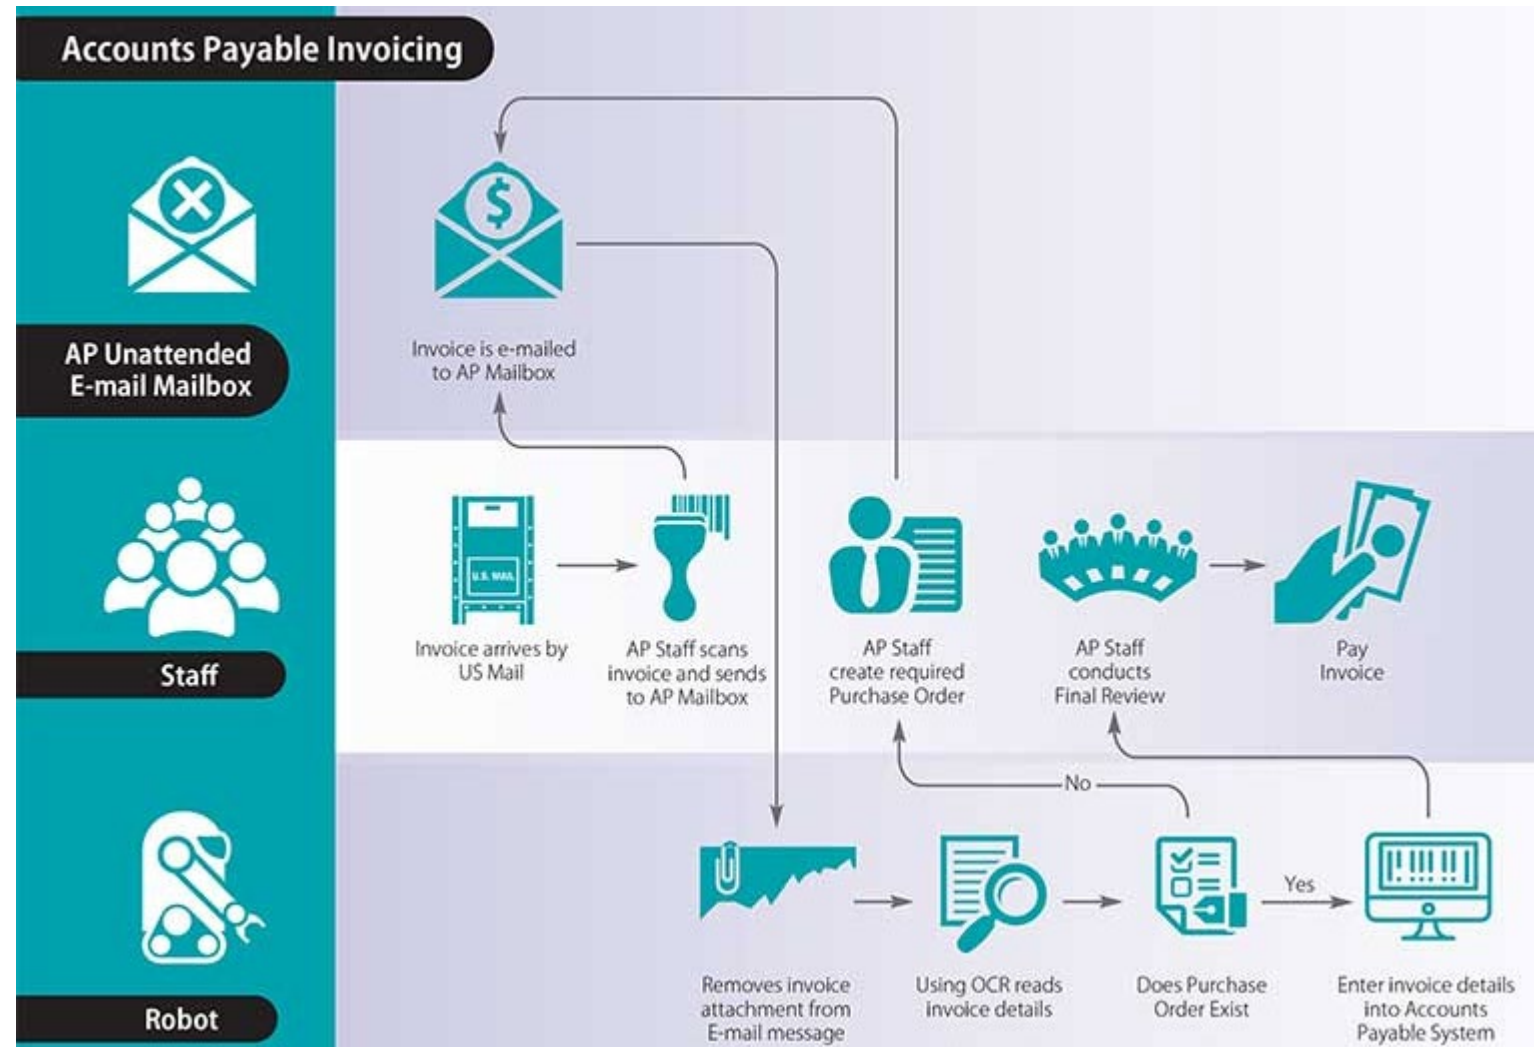 Accounts Payable Invoicing
AP Unattended
E-mail Mailbox
Invoice is e-mailed
to AP Mailbox
Staff
U.S. MAIL
Invoice arrives by
US Mail
AP Staff scans
invoice and sends
to AP Mailbox
AP Staff
create required
Purchase Order
AP Staff
conducts
Final Review
Pay
Invoice
No
Yes
Robot
Removes invoice
attachment from
E-mail message
Using OCR reads
invoice details
Does Purchase
Order Exist
Enter invoice details
into Accounts
Payable System